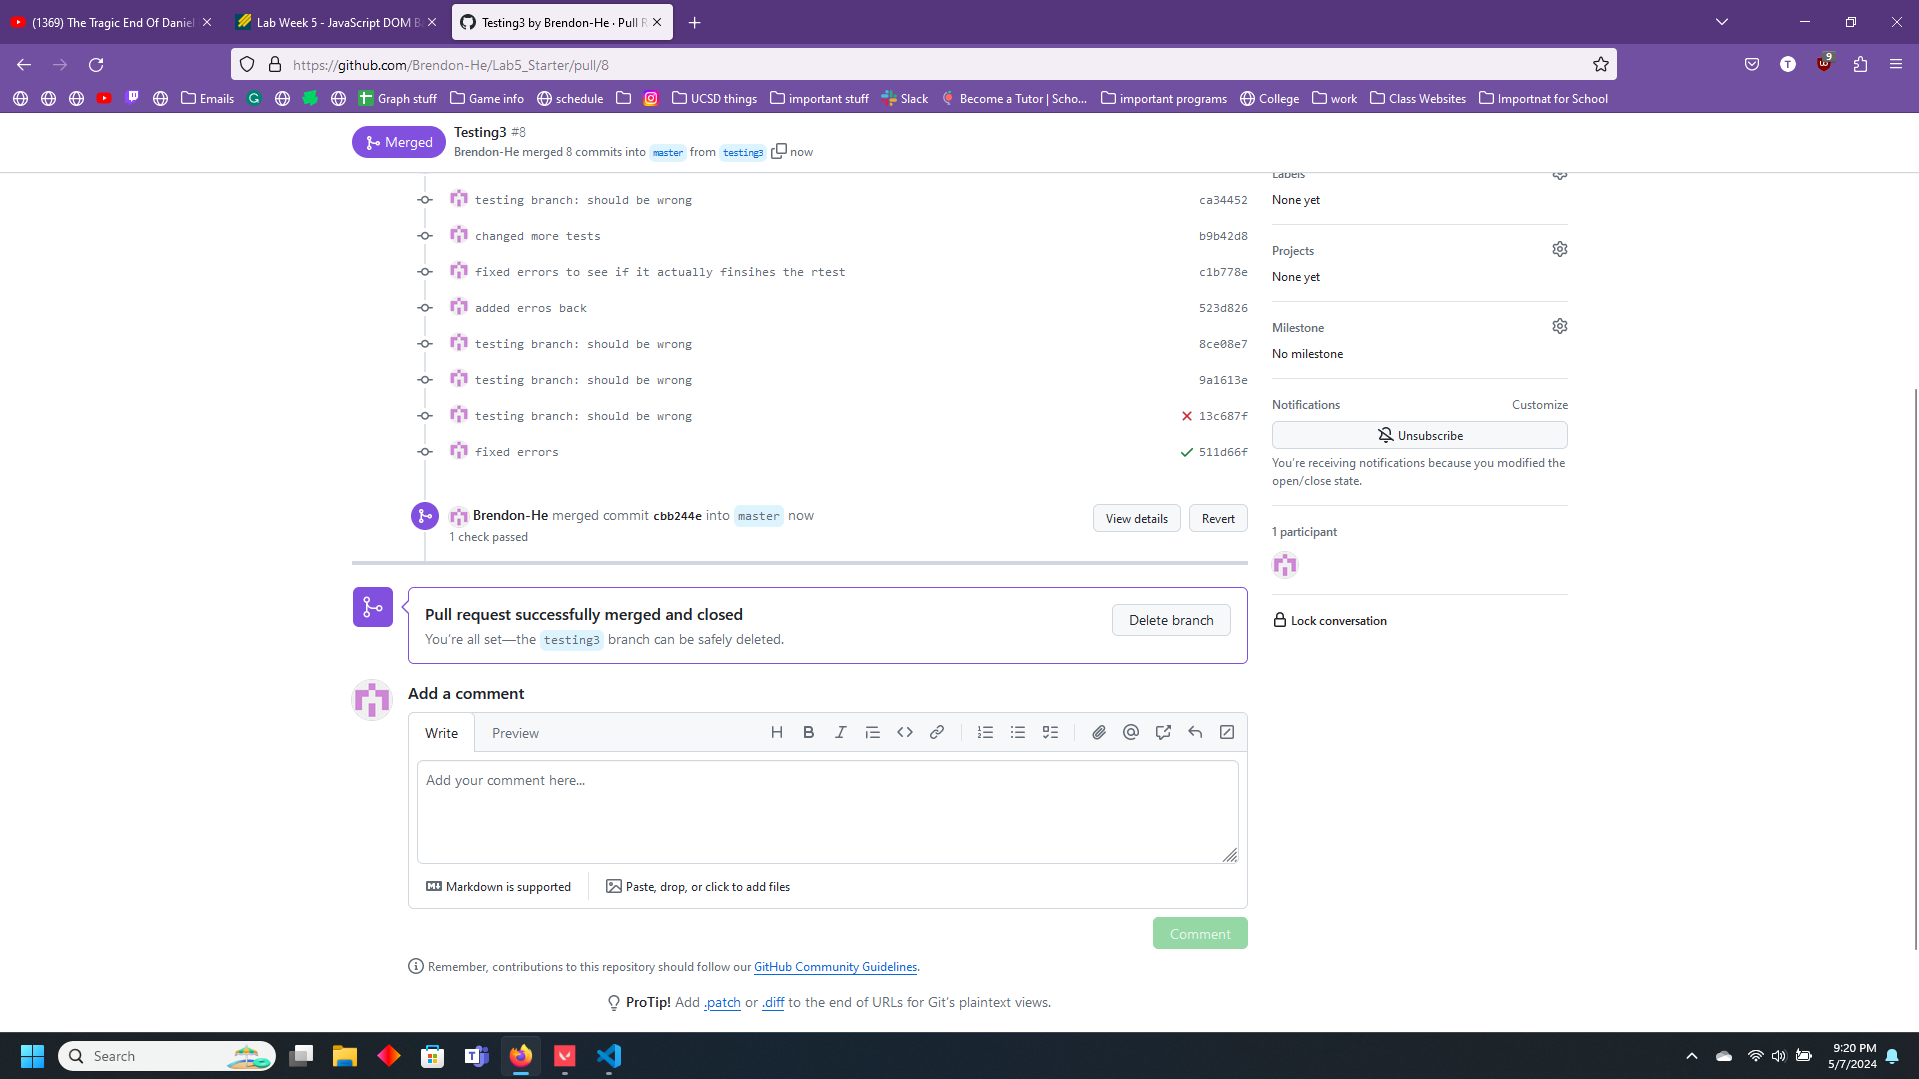 (1369) The Tragic End Of Daniel
Lab Week 5 - JavaScript DOM B
Testing3 by Brendon-He · Pull R
https://github.com/Brendon-He/Lab5_Starter/pull/8
9
T
Emails
Graph stuff
Game info
schedule
UCSD things
important stuff
Slack
Become a Tutor | Scho...
important programs
College
work
Class Websites
Importnat for School
Merged
Testing3 #8
Brendon-He merged 8 commits into master from testing3 now
testing branch: should be wrong ca34452
changed more tests b9b42d8
fixed errors to see if it actually finsihes the rtest c1b778e
added erros back 523d826
testing branch: should be wrong 8ce08e7
testing branch: should be wrong 9a1613e
testing branch: should be wrong 13c687f
fixed errors 511d66f
Brendon-He merged commit cbb244e into master now
1 check passed
View details
Revert
Pull request successfully merged and closed
You're all set—the testing3 branch can be safely deleted.
Delete branch
Add a comment
Write
Preview
Add your comment here...
Markdown is supported
Paste, drop, or click to add files
Comment
Remember, contributions to this repository should follow our GitHub Community Guidelines.
ProTip! Add .patch or .diff to the end of URLs for Git's plaintext views.
Labels
None yet
Projects
None yet
Milestone
No milestone
Notifications
Customize
Unsubscribe
You're receiving notifications because you modified the
open/close state.
1 participant
Lock conversation
Search
9:20 PM
5/7/2024